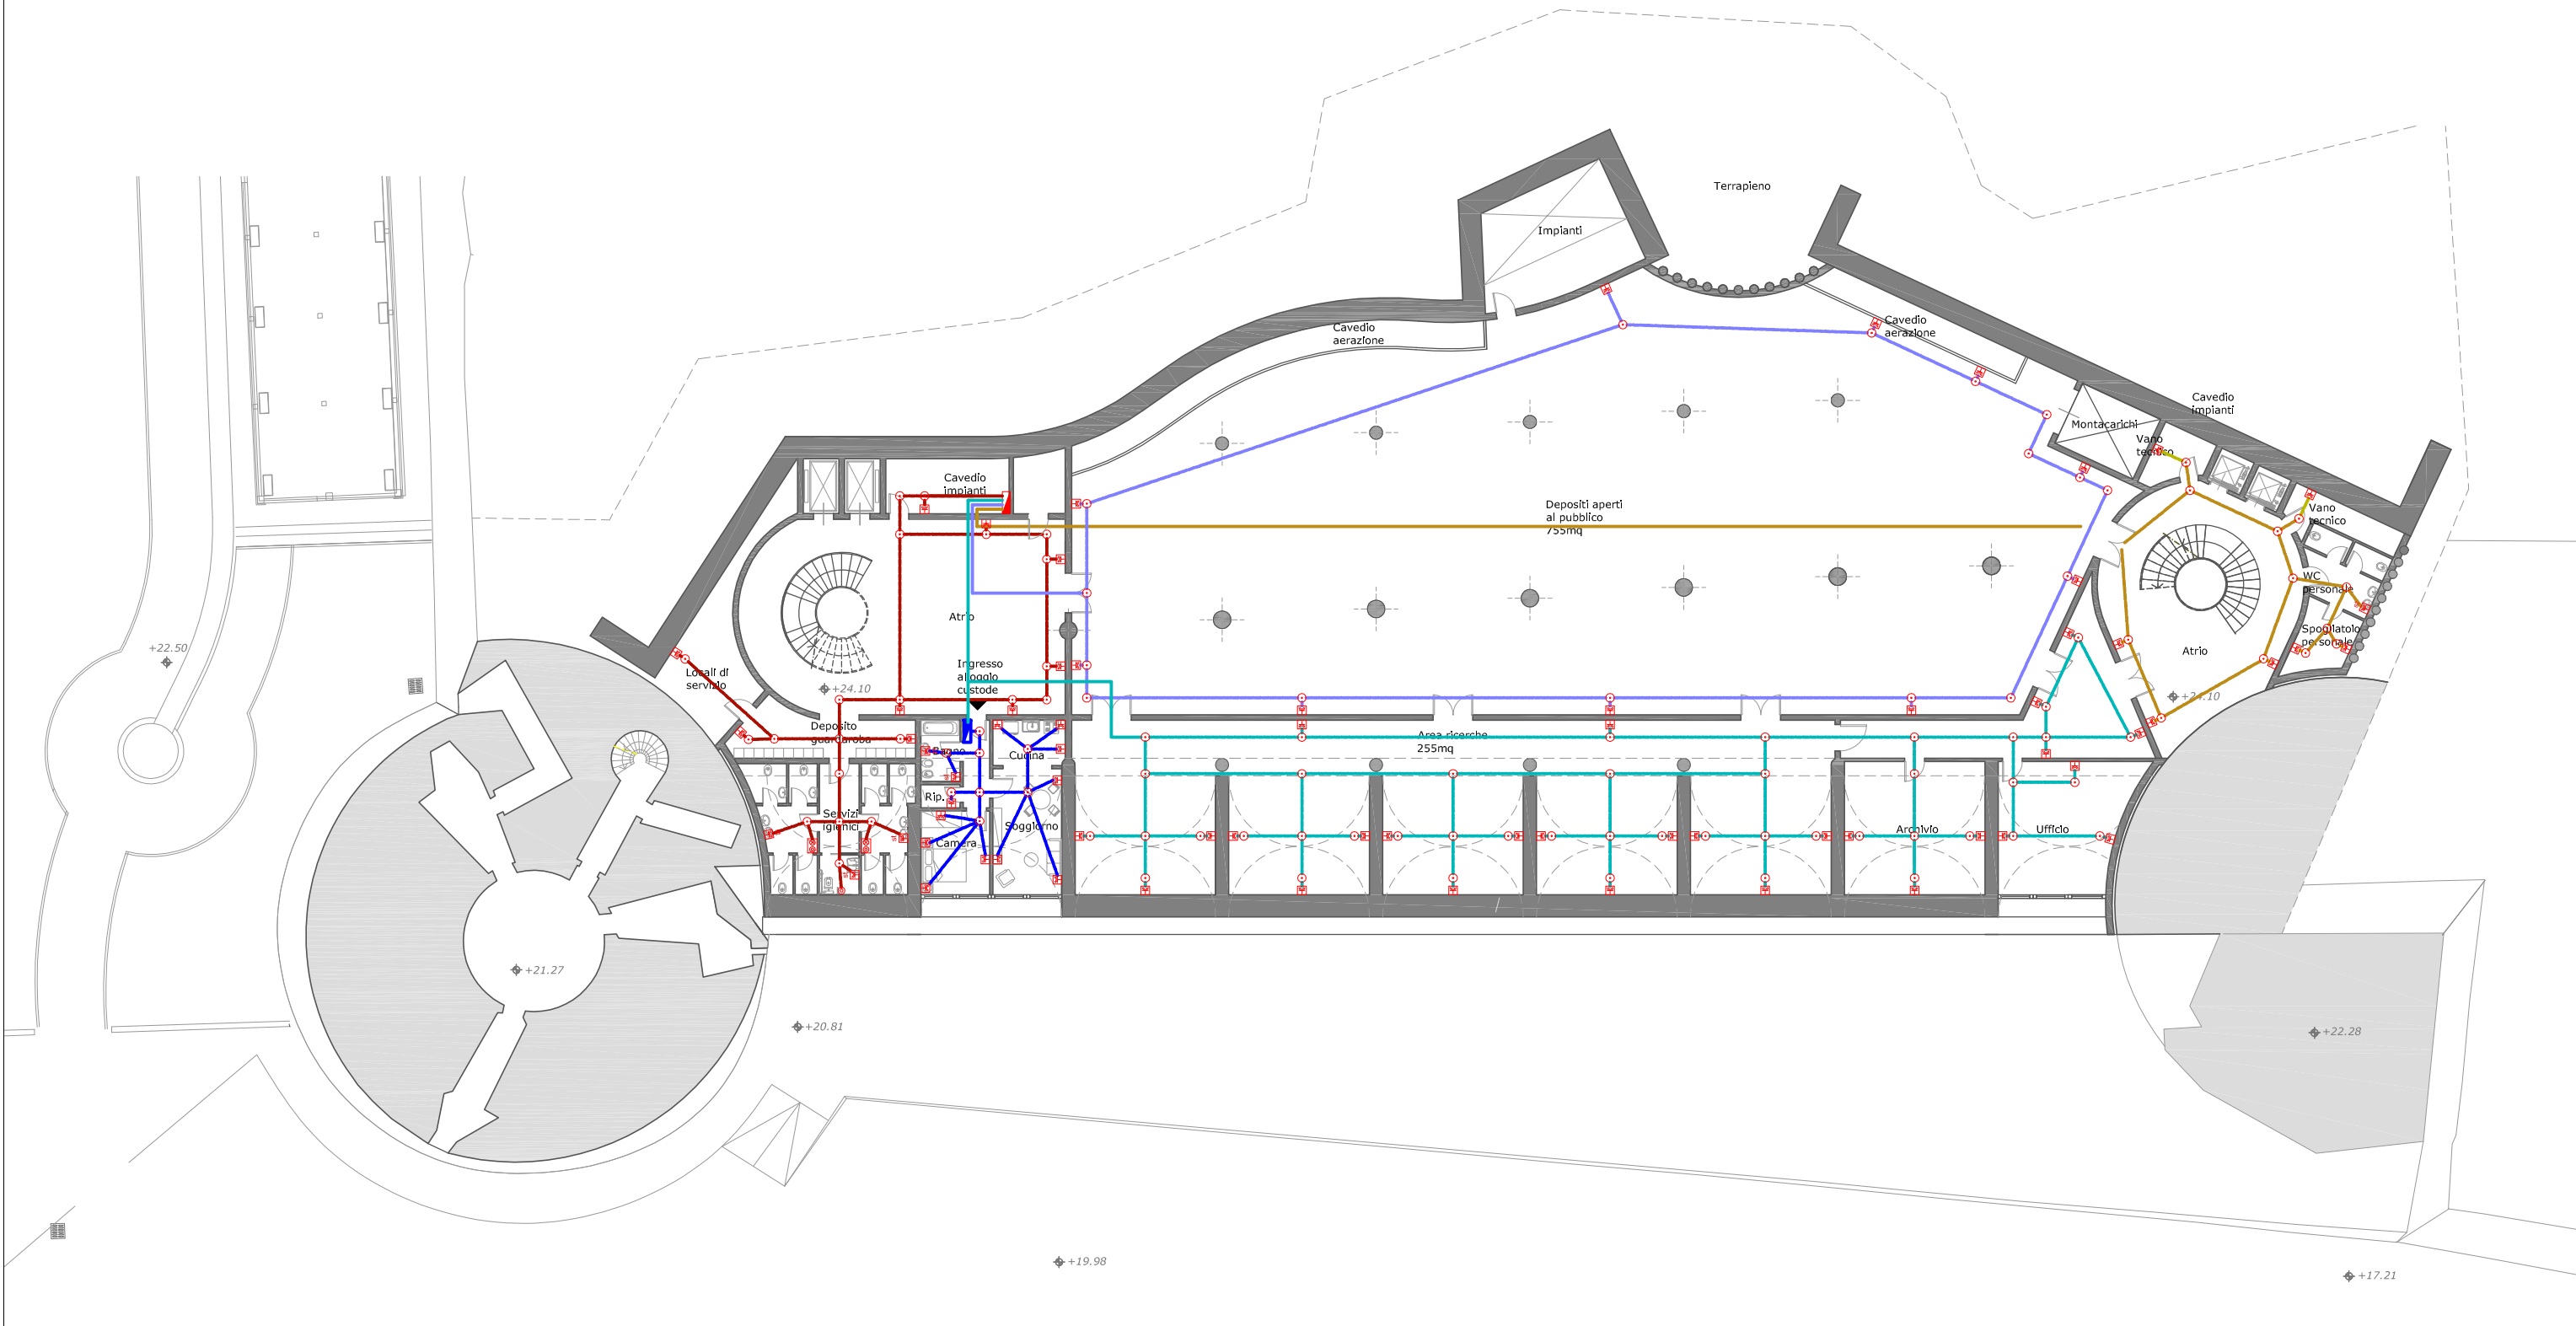 Terrapieno
Impianti
Cavedio
aerazione
Cavedio
aerazione
Cavedio
impianti
Montacarichi
Vano
tecnico
Cavedio
impianti
Depositi aperti
al pubblico
755mq
Vano
tecnico
WC
personale
Atrio
Spogliatoio
personale
Atrio
+22.50
Ingresso
alloggio
custode
Locali di
servizio
+24.10
+24.10
Deposito
guardaroba
Area ricerche
255mq
Bagno
Cucina
Rip.
Servizi
igienici
Soggiorno
Camera
Archivio
Ufficio
+21.27
+20.81
+22.28
+19.98
+17.21